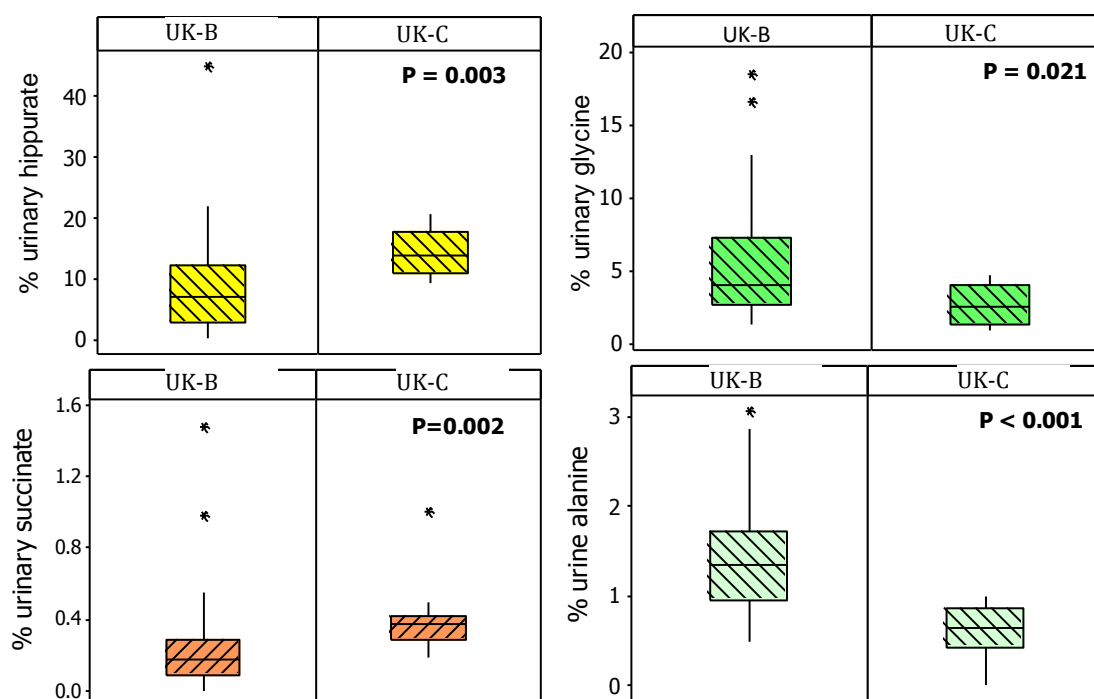 UK-B UK-C
% urinary hippurate
P = 0.003
40
30
20
10
0
UK-B UK-C
% urinary glycine
P = 0.021
20
15
10
5
0
UK-B UK-C
% urinary succinate
P=0.002
1.6
1.2
0.8
0.4
0.0
UK-B UK-C
% urine alanine
P < 0.001
3
2
1
0